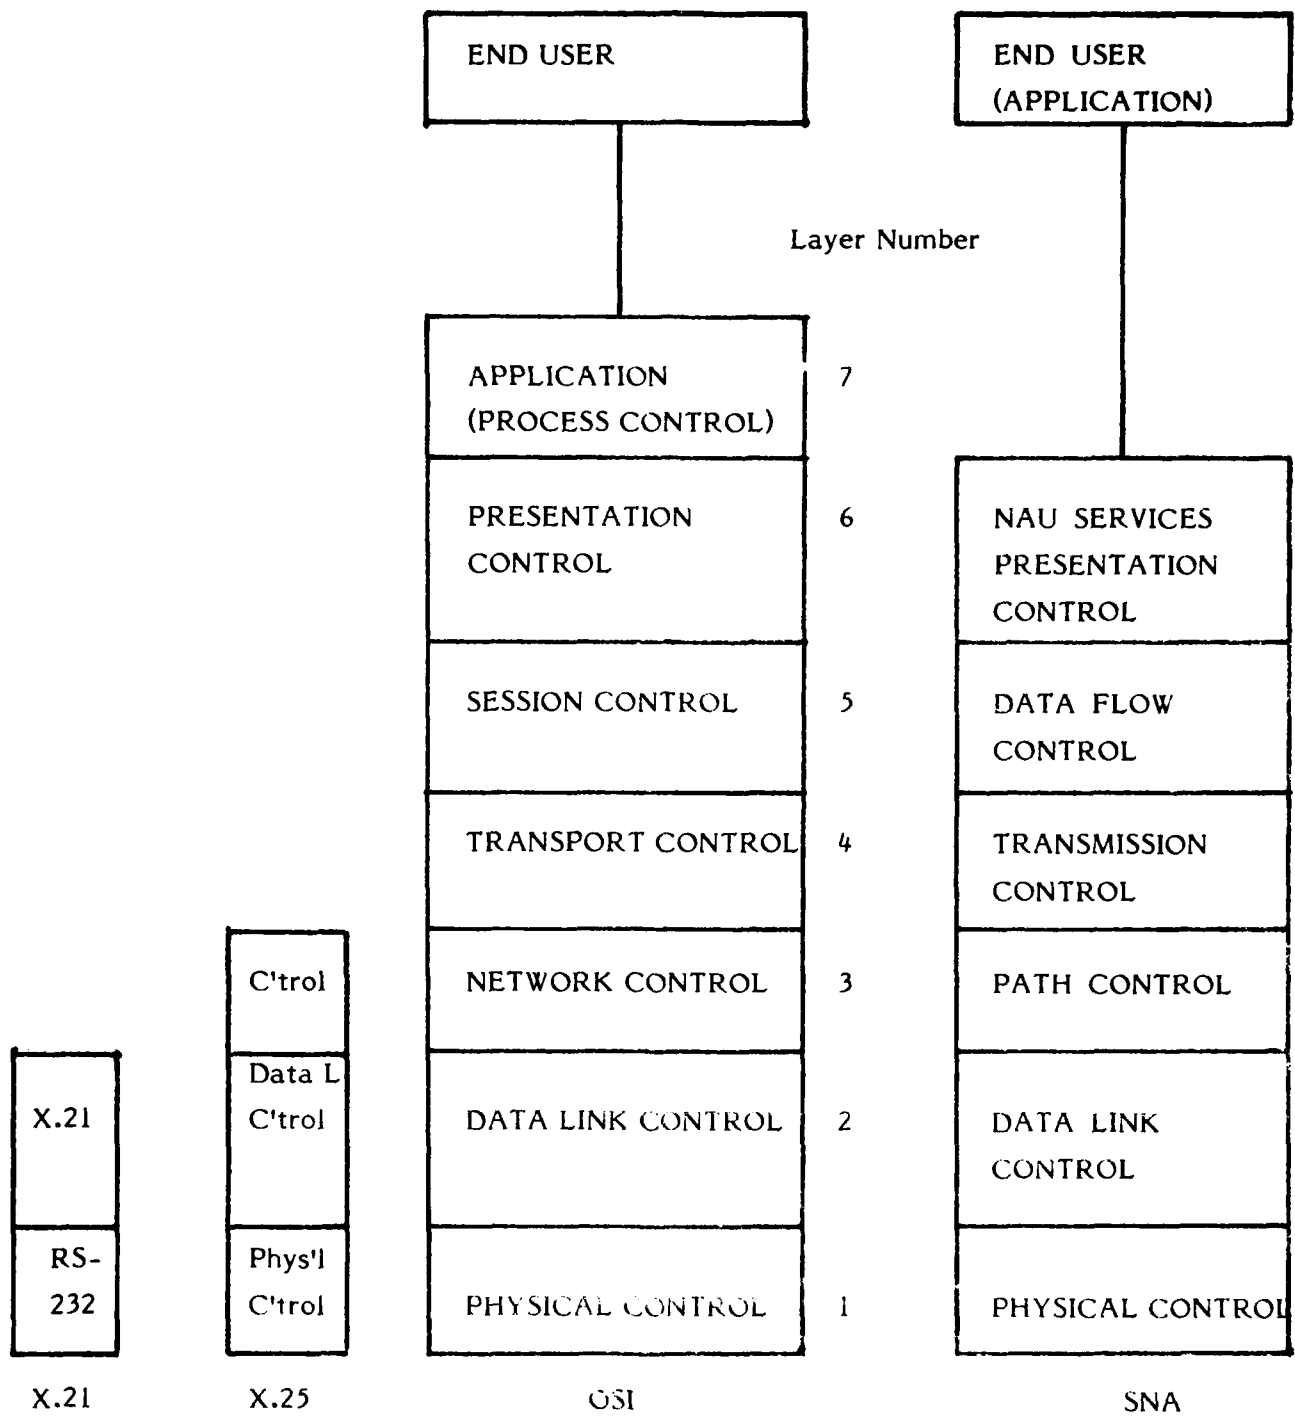 END USER
END USER
(APPLICATION)
Layer Number
APPLICATION
(PROCESS CONTROL)
7
PRESENTATION
CONTROL
6
NAU SERVICES
PRESENTATION
CONTROL
SESSION CONTROL
5
DATA FLOW
CONTROL
TRANSPORT CONTROL
4
TRANSMISSION
CONTROL
C'trol
NETWORK CONTROL
3
PATH CONTROL
X.21
Data L
C'trol
DATA LINK CONTROL
2
DATA LINK
CONTROL
RS-
232
Phys'l
C'trol
PHYSICAL CONTROL
1
PHYSICAL CONTROL
X.21
X.25
OSI
SNA